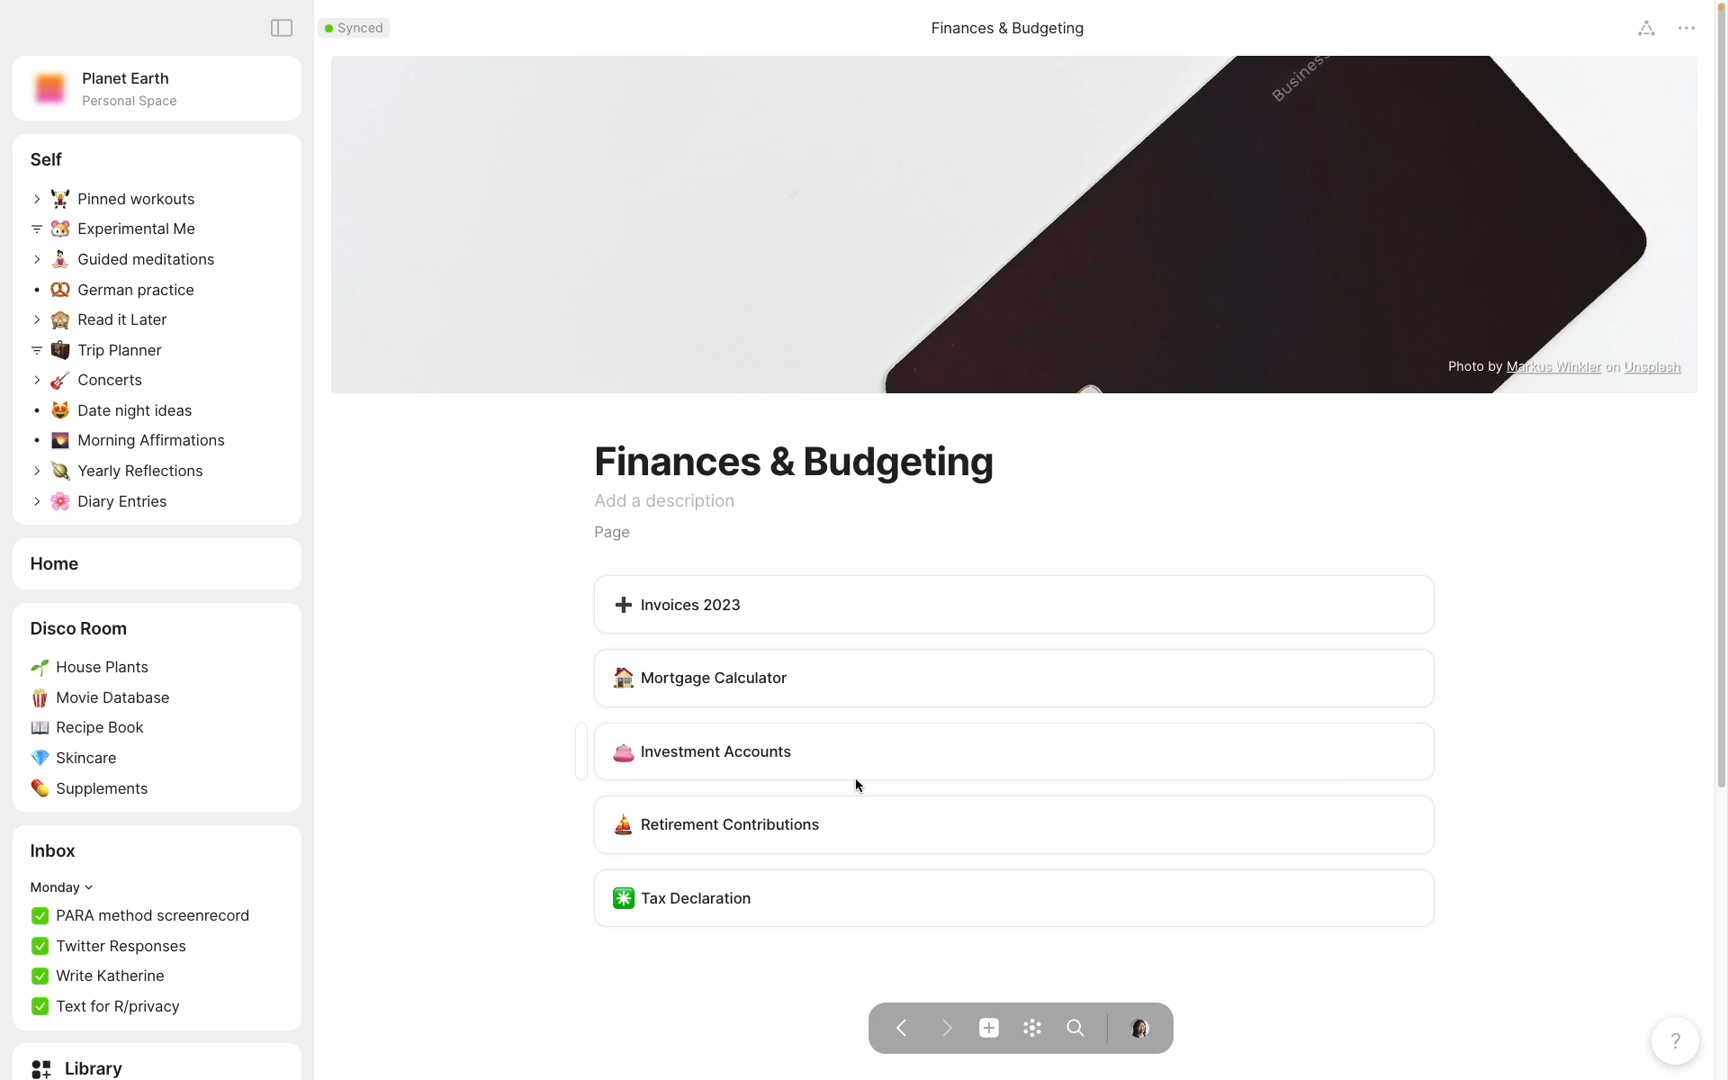 Synced
Finances & Budgeting
Planet Earth
Personal Space
Self
Pinned workouts
Experimental Me
Guided meditations
German practice
Read it Later
Trip Planner
Concerts
Date night ideas
Morning Affirmations
Yearly Reflections
Diary Entries
Home
Disco Room
House Plants
Movie Database
Recipe Book
Skincare
Supplements
Inbox
Monday
PARA method screenrecord
Twitter Responses
Write Katherine
Text for R/privacy
Library
Business
Photo by Markus Winkler on Unsplash
Finances & Budgeting
Add a description
Page
Invoices 2023
Mortgage Calculator
Investment Accounts
Retirement Contributions
Tax Declaration
?